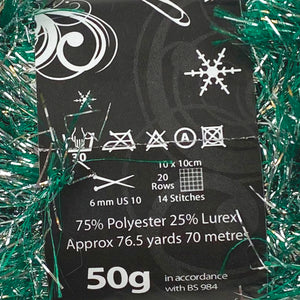 30
A
10 x 10cm
20
Rows
6 mm US 10
14 Stitches
75% Polyester 25% Lurex
Approx 76.5 yards 70 metres
50g
in accordance
with BS 984